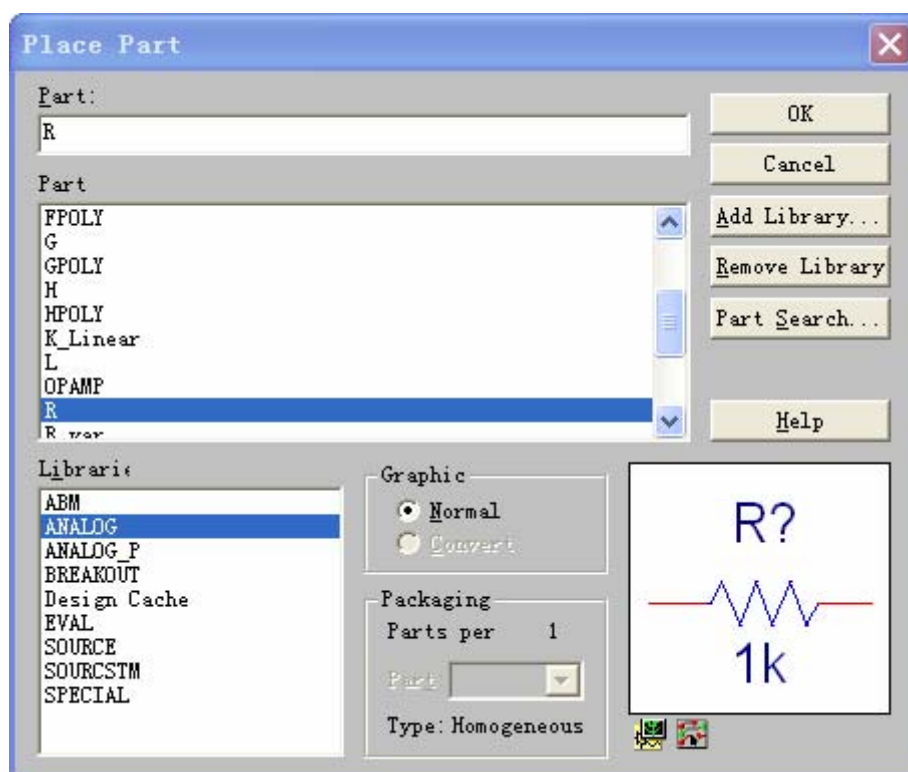 Place Part
Part:
R
OK
Cancel
Part
FPOLY
G
GPOLY
H
HPOLY
K_Linear
L
OPAMP
R
R_var
Add Library...
Remove Library
Part Search...
Help
Librarie
ABM
ANALOG
ANALOG_P
BREAKOUT
Design Cache
EVAL
SOURCE
SOURCSTM
SPECIAL
Graphic
Normal
Convert
Packaging
Parts per 1
Part
Type: Homogeneous
R?
1k